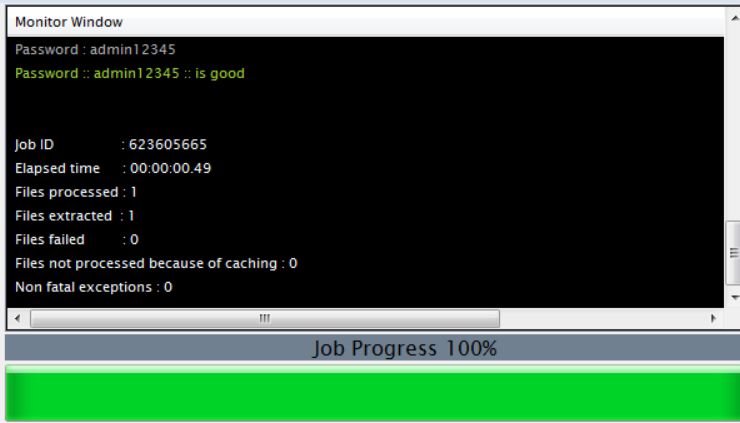 Monitor Window
Password : admin12345
Password :: admin12345 :: is good
Job ID : 623605665
Elapsed time : 00:00:00.49
Files processed : 1
Files extracted : 1
Files failed : 0
Files not processed because of caching : 0
Non fatal exceptions : 0
Job Progress 100%